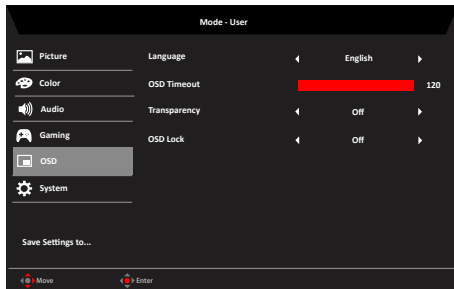 Mode - User
Picture
Language
English
Color
OSD Timeout
120
Audio
Transparency
Off
Gaming
OSD Lock
Off
OSD
System
Save Settings to...
Move
Enter